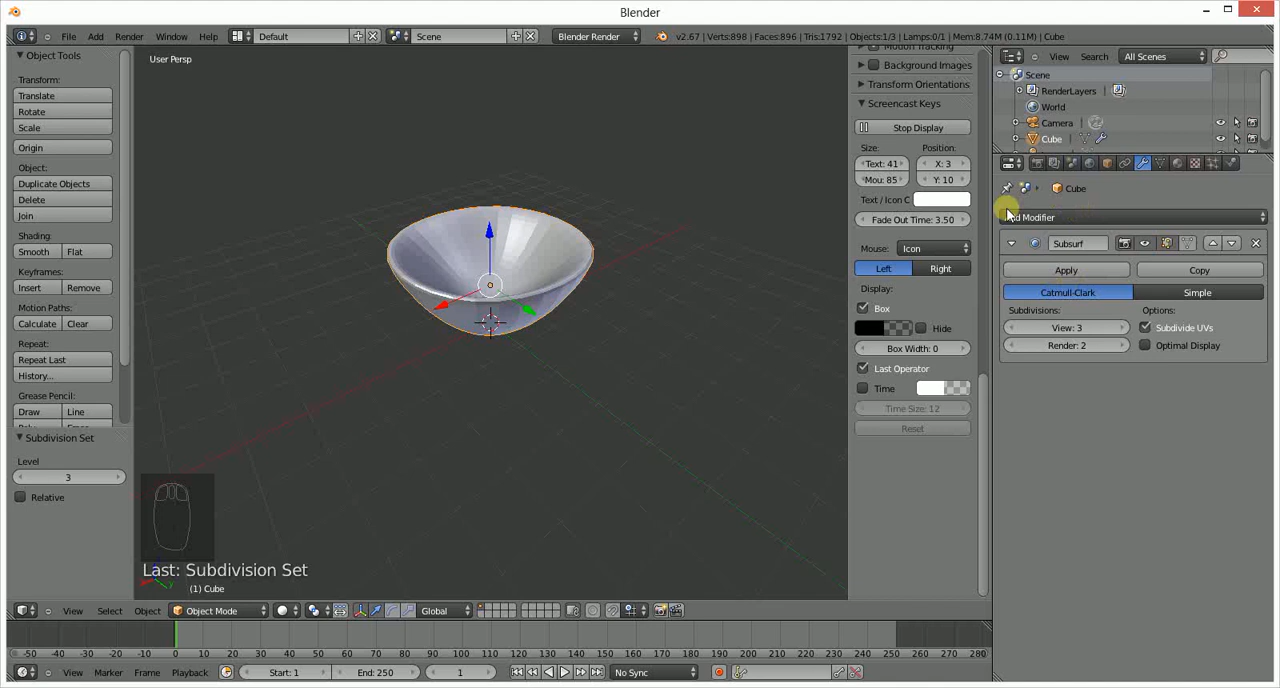 Blender
File Add Render Window Help Default Scene Blender Render v2.67 | Verts:898 | Faces:896 | Tris:1792 | Objects:1/3 | Lamps:0/1 | Mem:8.74M (0.11M) | Cube
Object Tools
Transform:
Translate
Rotate
Scale
Origin
Object:
Duplicate Objects
Delete
Join
Shading:
Smooth Flat
Keyframes:
Insert Remove
Motion Paths:
Calculate Clear
Repeat:
Repeat Last
History...
Grease Pencil:
Draw Line
Subdivision Set
Level
3
Relative
User Persp
Last: Subdivision Set
(1) Cube
View Select Object Object Mode Global
Motion Tracking
Background Images
Transform Orientations
Screencast Keys
Stop Display
Size: Position:
Text: 41 X: 3
Mou: 85 Y: 10
Text / Icon C
Fade Out Time: 3.50
Mouse: Icon
Left Right
Display:
Box
Hide
Box Width: 0
Last Operator
Time
Time Size: 12
Reset
View Search All Scenes
Scene
RenderLayers
World
Camera
Cube
Cube
Add Modifier
Subsurf
Apply Copy
Catmull-Clark Simple
Subdivisions: Options:
View: 3 Subdivide UVs
Render: 2 Optimal Display
-50 -40 -30 -20 -10 0 10 20 30 40 50 60 70 80 90 100 110 120 130 140 150 160 170 180 190 200 210 220 230 240 250 260 270 280
View Marker Frame Playback Start: 1 End: 250 1 No Sync